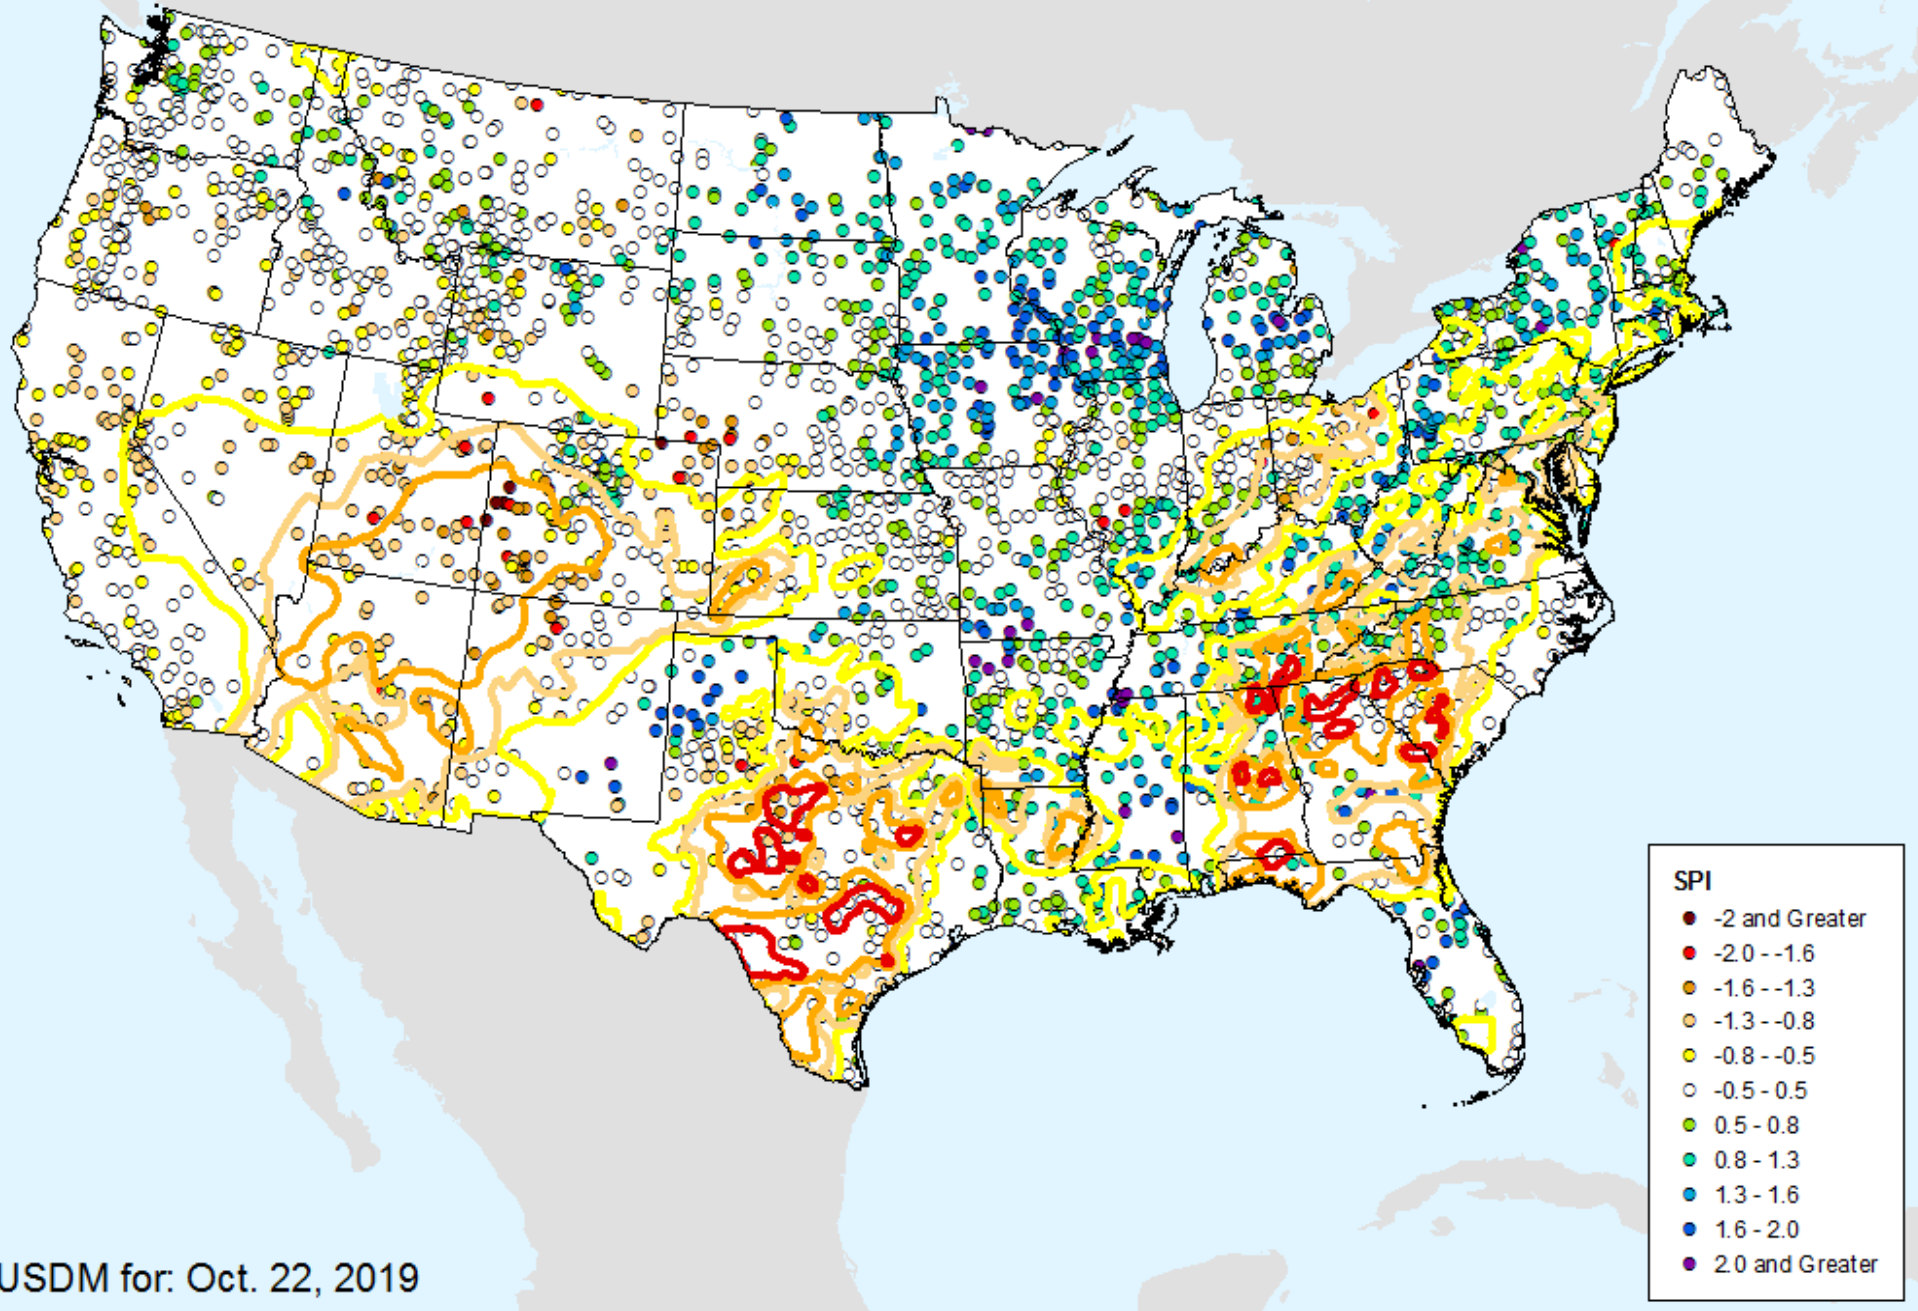 SPI
-2 and Greater
-2.0 - -1.6
-1.6 - -1.3
-1.3 - -0.8
-0.8 - -0.5
-0.5 - 0.5
0.5 - 0.8
0.8 - 1.3
1.3 - 1.6
1.6 - 2.0
2.0 and Greater
USDM for: Oct. 22, 2019